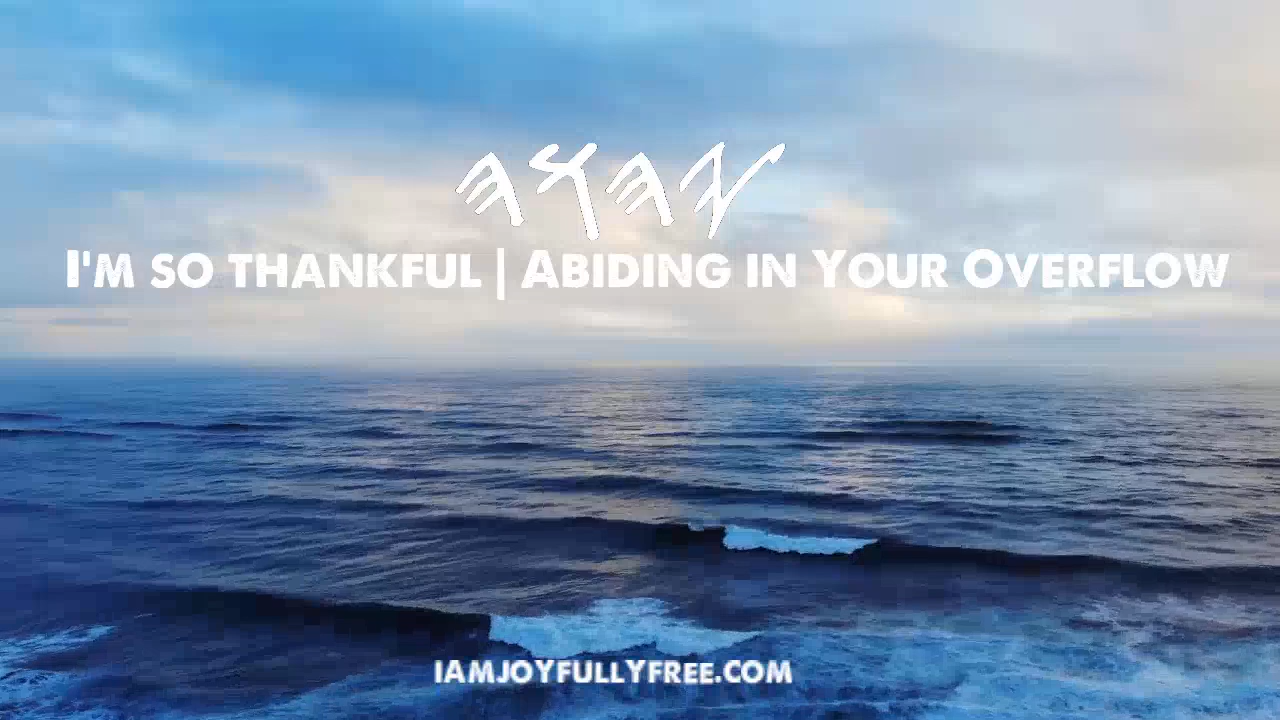 𐤉𐤄𐤅𐤄
I'm so thankful | Abiding in Your Overflow
iamjoyfullyfree.com